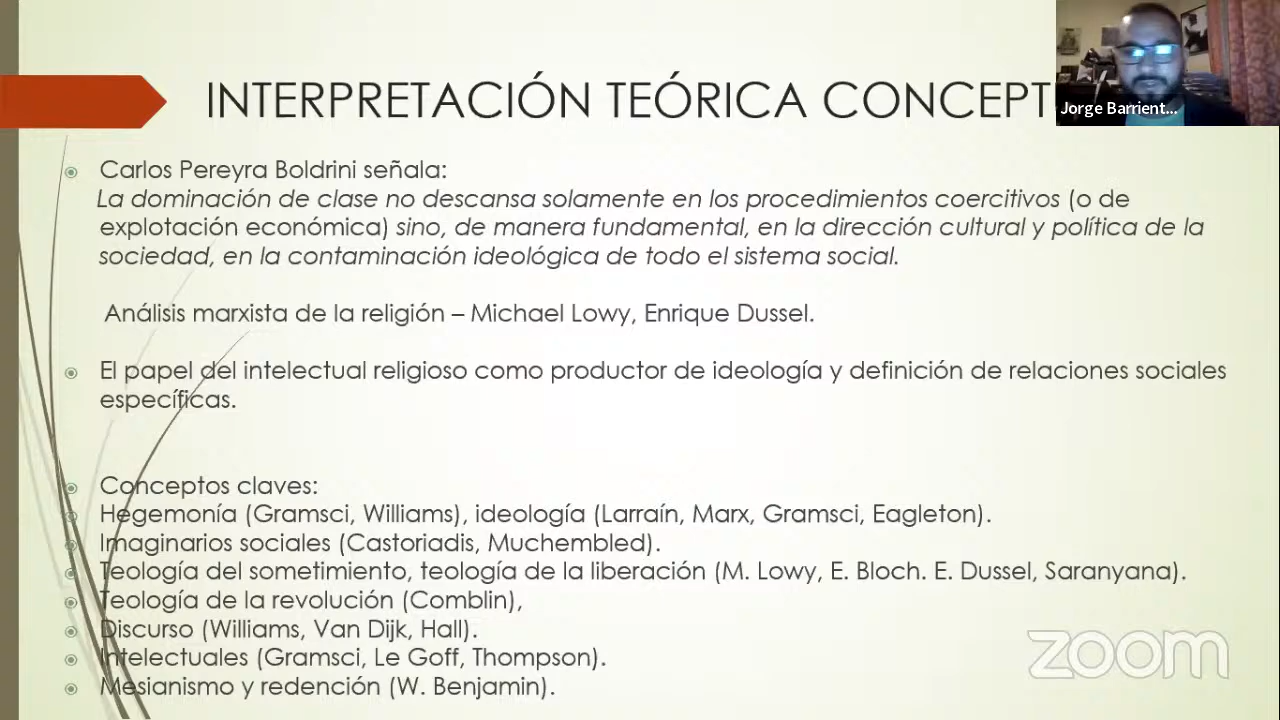 INTERPRETACIÓN TEÓRICA CONCEPT
Jorge Barrient...
Carlos Pereyra Boldrini señala:
La dominación de clase no descansa solamente en los procedimientos coercitivos (o de
explotación económica) sino, de manera fundamental, en la dirección cultural y política de la
sociedad, en la contaminación ideológica de todo el sistema social.
Análisis marxista de la religión – Michael Lowy, Enrique Dussel.
El papel del intelectual religioso como productor de ideología y definición de relaciones sociales
específicas.
Conceptos claves:
Hegemonía (Gramsci, Williams), ideología (Larraín, Marx, Gramsci, Eagleton).
Imaginarios sociales (Castoriadis, Muchembled).
Teología del sometimiento, teología de la liberación (M. Lowy, E. Bloch. E. Dussel, Saranyana).
Teología de la revolución (Comblin),
Discurso (Williams, Van Dijk, Hall).
Intelectuales (Gramsci, Le Goff, Thompson).
Mesianismo y redención (W. Benjamin).
zoom